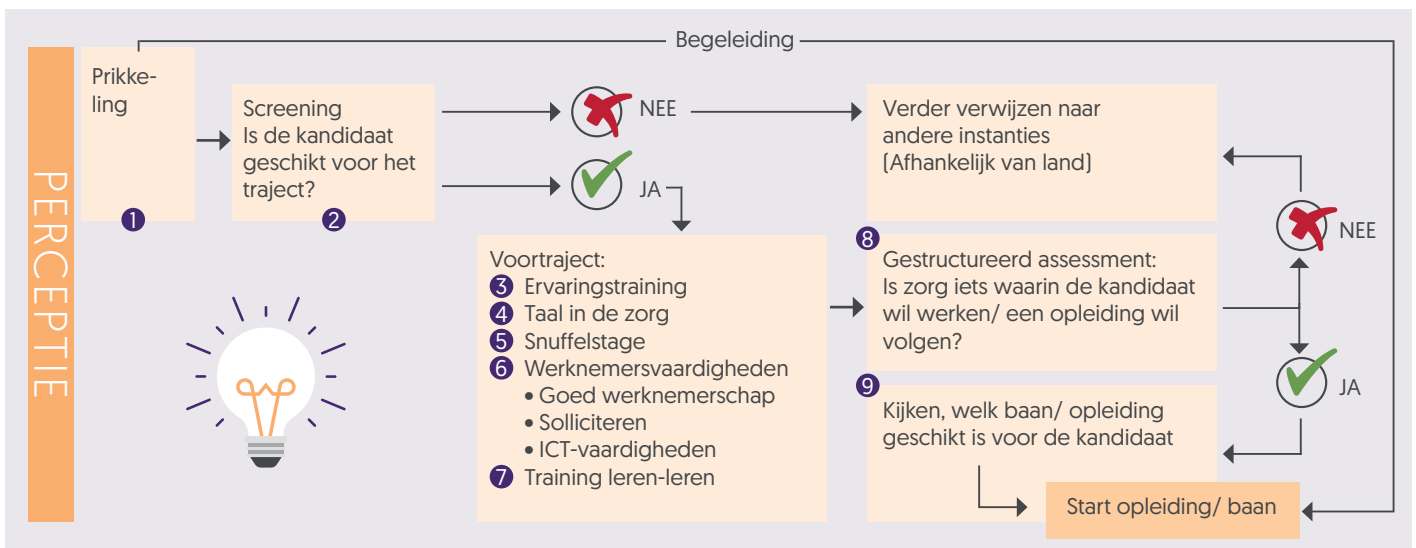 PERCEPTIE
Begeleiding
Prikke-
ling
1
Screening
Is de kandidaat
geschikt voor het
traject?
2
NEE
JA
Verder verwijzen naar
andere instanties
(Afhankelijk van land)
Voortraject:
3 Ervaringstraining
4 Taal in de zorg
5 Snuffelstage
6 Werknemersvaardigheden
• Goed werknemerschap
• Solliciteren
• ICT-vaardigheden
7 Training leren-leren
8
Gestructureerd assessment:
Is zorg iets waarin de kandidaat
wil werken/ een opleiding wil
volgen?
NEE
JA
9
Kijken, welk baan/ opleiding
geschikt is voor de kandidaat
Start opleiding/ baan